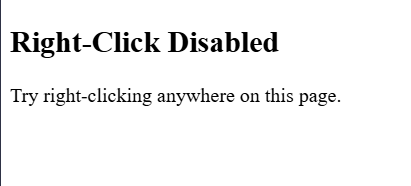 Right-Click Disabled
Try right-clicking anywhere on this page.